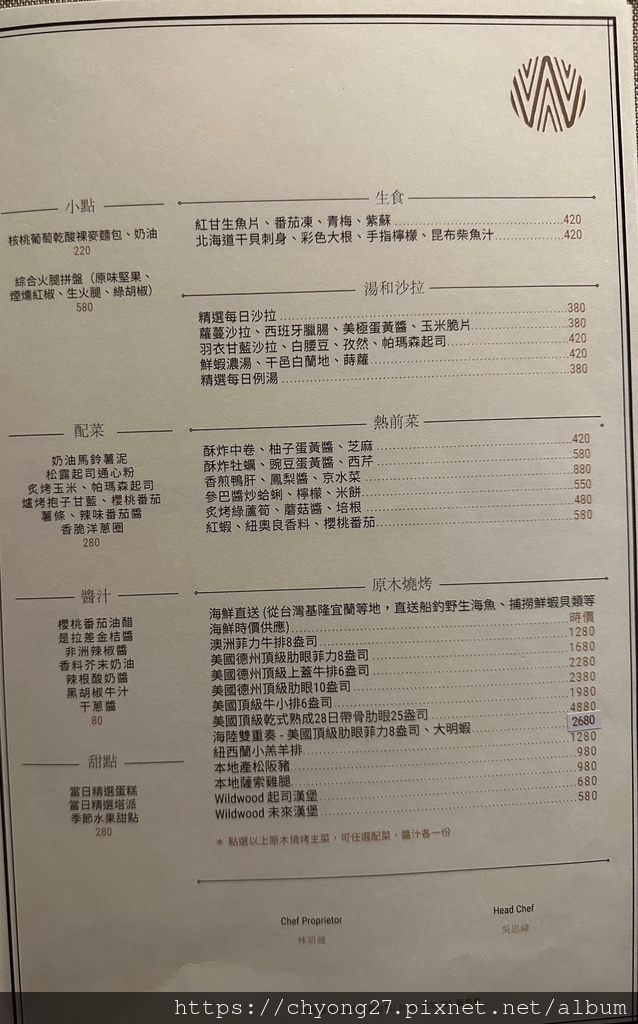 小點
核桃葡萄乾酸裸麥麵包、奶油
220
綜合火腿拼盤（原味堅果、
煙燻紅椒、生火腿、綠胡椒）
580
生食
紅甘生魚片、番茄凍、青梅、紫蘇 420
北海道干貝刺身、彩色大根、手指檸檬、昆布柴魚汁 420
湯和沙拉
精選每日沙拉 380
蘿蔓沙拉、西班牙臘腸、美極蛋黃醬、玉米脆片 380
羽衣甘藍沙拉、白腰豆、孜然、帕瑪森起司 420
鮮蝦濃湯、干邑白蘭地、蒔蘿 420
精選每日例湯 380
配菜
奶油馬鈴薯泥
松露起司通心粉
炙烤玉米、帕瑪森起司
爐烤孢子甘藍、櫻桃番茄
薯條、辣味番茄醬
香脆洋蔥圈
280
熱前菜
酥炸中卷、柚子蛋黃醬、芝麻 420
酥炸牡蠣、豌豆蛋黃醬、西芹 580
香煎鴨肝、鳳梨醬、京水菜 880
參巴醬炒蛤蜊、檸檬、米餅 550
炙烤綠蘆筍、蘑菇醬、培根 480
紅蝦、紐奧良香料、櫻桃番茄 580
醬汁
櫻桃番茄油醋
是拉差金桔醬
非洲辣椒醬
香料芥末奶油
辣根酸奶醬
黑胡椒牛汁
干蔥醬
80
甜點
當日精選蛋糕
當日精選塔派
季節水果甜點
280
原木燒烤
海鮮直送 (從台灣基隆宜蘭等地，直送船釣野生海魚、捕撈鮮蝦貝類等
海鮮時價供應) 時價
澳洲菲力牛排8盎司 1280
美國德州頂級肋眼菲力8盎司 1680
美國德州頂級上蓋牛排6盎司 2280
美國德州頂級肋眼10盎司 2380
美國頂級牛小排6盎司 1980
美國頂級乾式熟成28日帶骨肋眼25盎司 4880
海陸雙重奏 - 美國頂級肋眼菲力8盎司、大明蝦 2680
紐西蘭小羔羊排 1280
本地產松阪豬 980
本地薩索雞腿 980
Wildwood 起司漢堡 680
Wildwood 未來漢堡 580
＊ 點選以上原木燒烤主菜，可任選配菜，醬汁各一份
Chef Proprietor
林明健
Head Chef
吳思緯
https://chyong27.pixnet.net/album